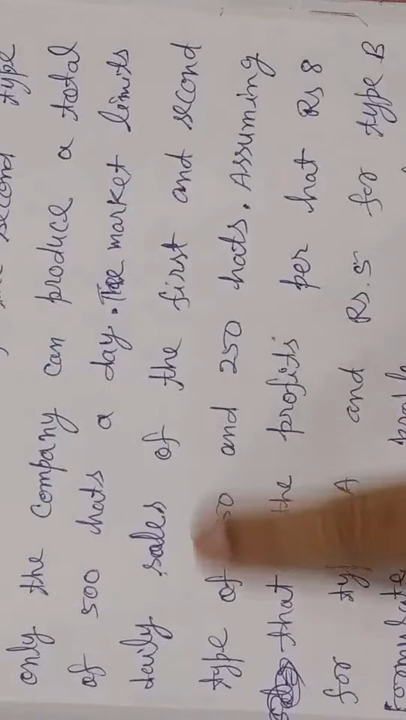 second type
only the company can produce a total
of 500 hats a day. The market limits
daily sales of the first and second
type of 50 and 250 hats. Assuming
that the profits per hat Rs 8
for A and Rs. 5 for type B
Formulate